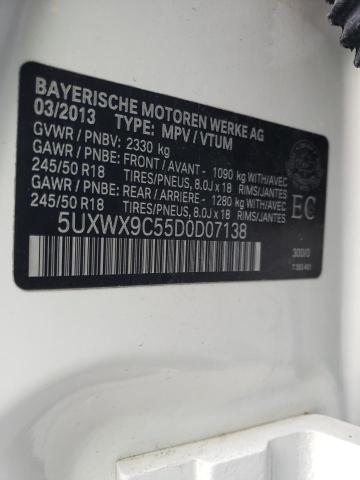 BAYERISCHE MOTOREN WERKE AG
03/2013 TYPE: MPV / VTUM
GVWR / PNBV: 2330 kg
GAWR / PNBE: FRONT / AVANT - 1090 kg WITH/AVEC
245/50 R18 TIRES/PNEUS, 8.0J x 18 RIMS/JANTES
GAWR / PNBE: REAR / ARRIERE - 1280 kg WITH/AVEC
245/50 R18 TIRES/PNEUS, 8.0J x 18 RIMS/JANTES
EC
5UXWX9C55D0D07138